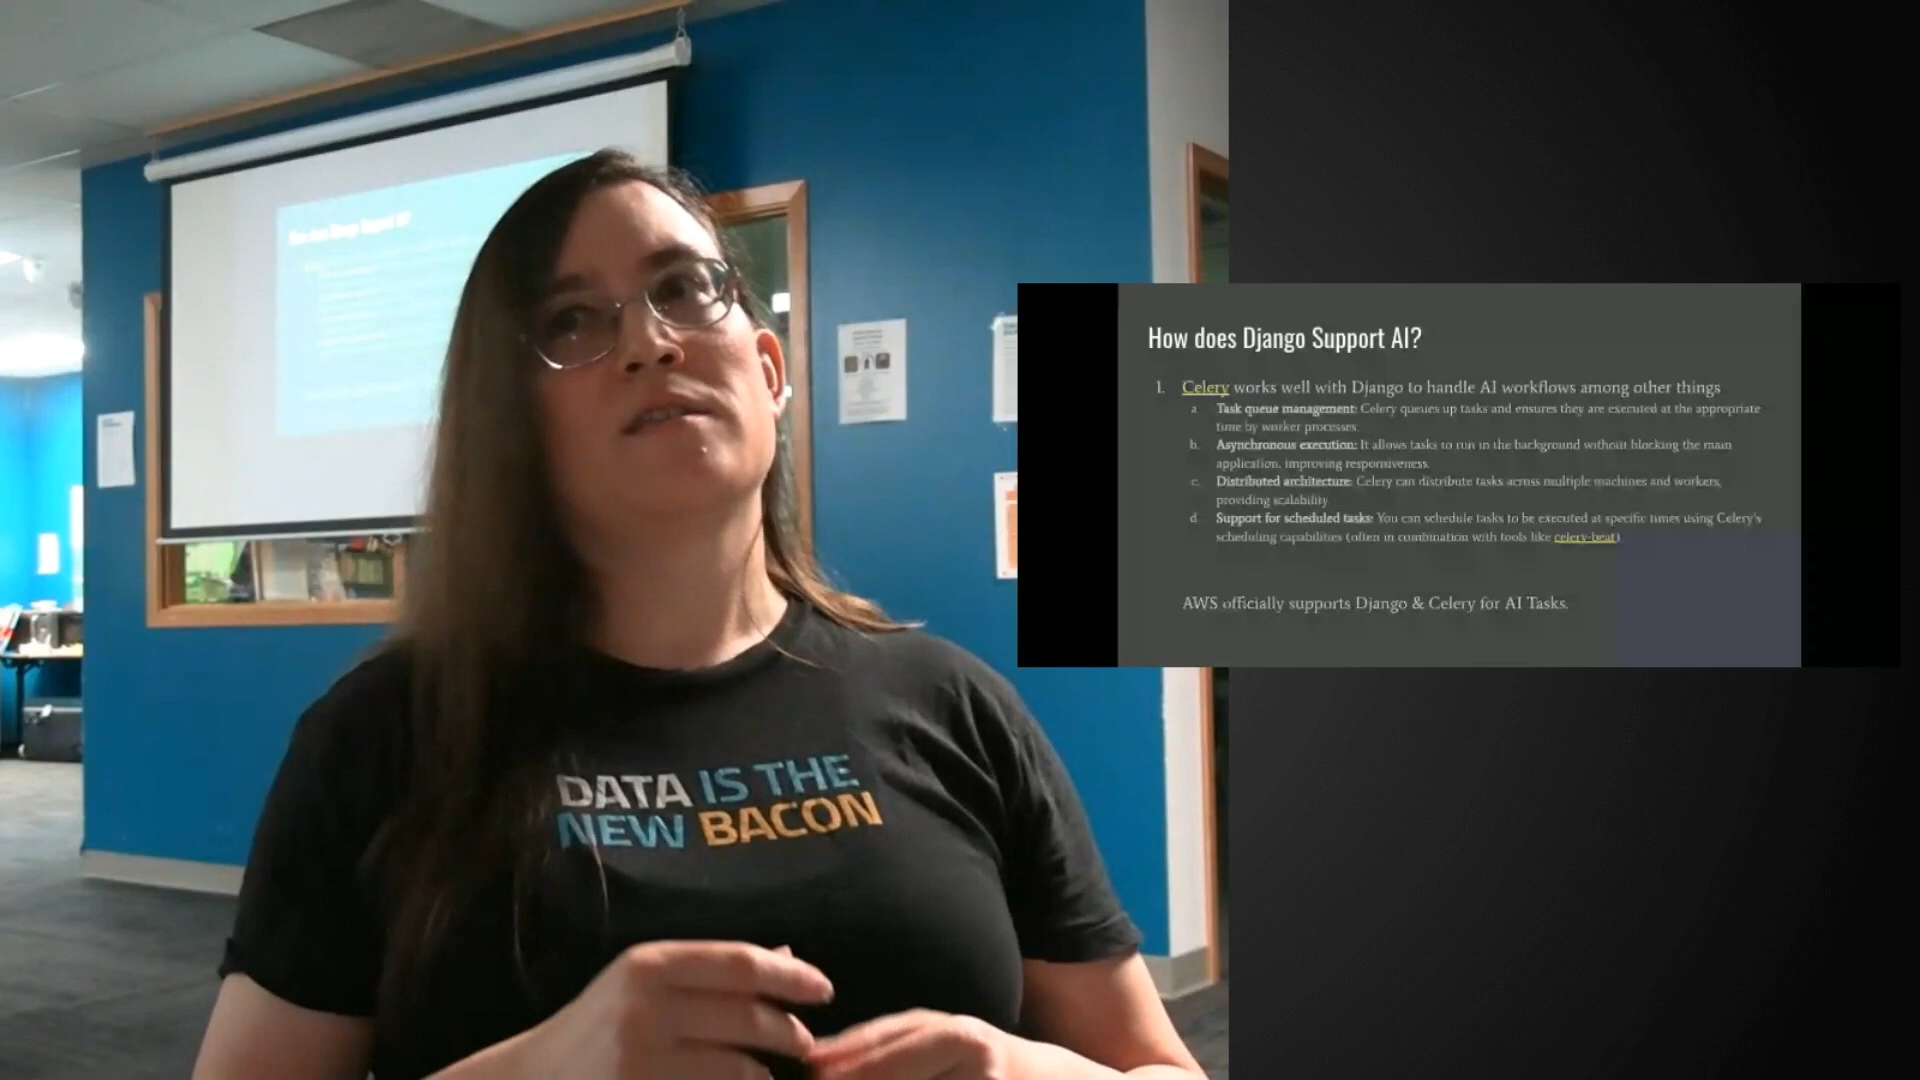 How does Django Support AI?
1. Celery works well with Django to handle AI workflows among other things
a. Task queue management: Celery queues up tasks and ensures they are executed at the appropriate
time by worker processes.
b. Asynchronous execution: It allows tasks to run in the background without blocking the main
application, improving responsiveness.
c. Distributed architecture: Celery can distribute tasks across multiple machines and workers,
providing scalability.
d. Support for scheduled tasks: You can schedule tasks to be executed at specific times using Celery's
scheduling capabilities (often in combination with tools like celery-beat)
AWS officially supports Django & Celery for AI Tasks.
DATA IS THE
NEW BACON